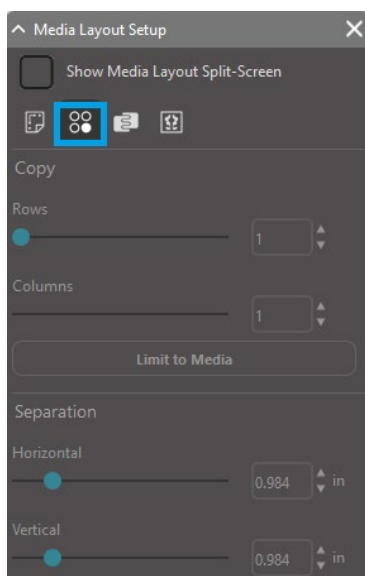 Media Layout Setup
Show Media Layout Split-Screen
Copy
Rows
1
Columns
1
Limit to Media
Separation
Horizontal
0.984 in
Vertical
0.984 in